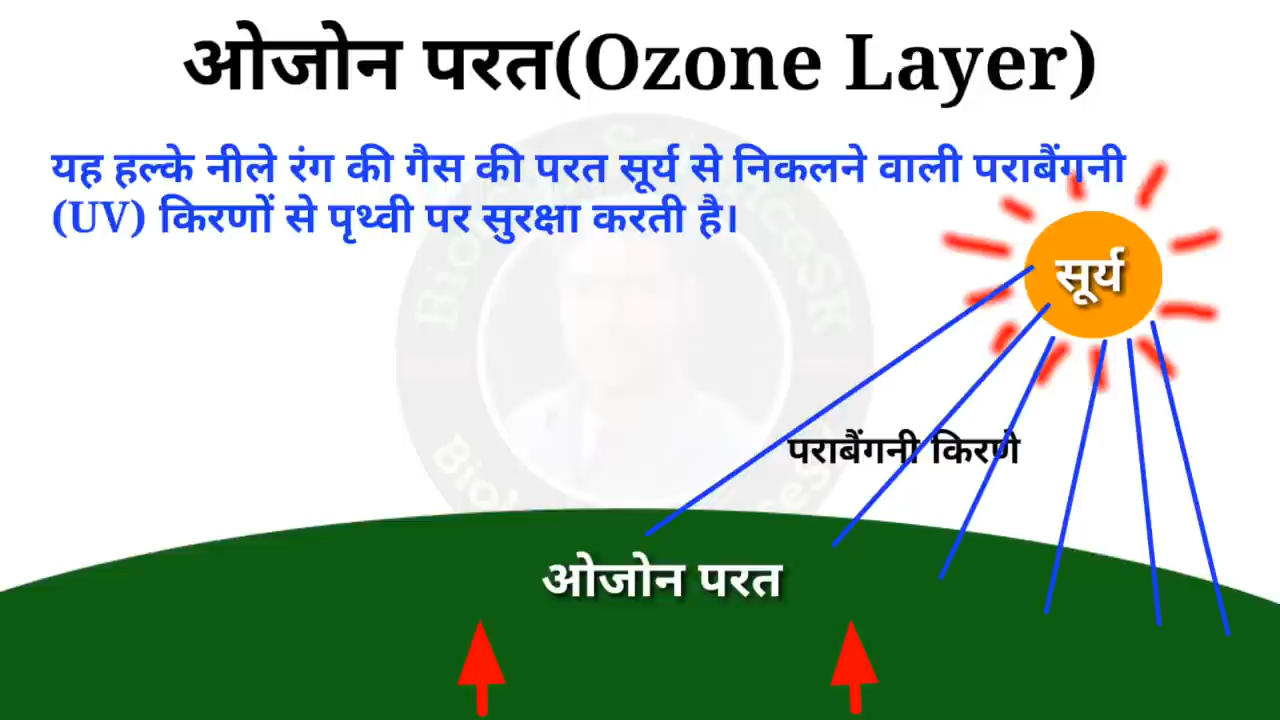 ओजोन परत(Ozone Layer)
यह हल्के नीले रंग की गैस की परत सूर्य से निकलने वाली पराबैंगनी
(UV) किरणों से पृथ्वी पर सुरक्षा करती है।
सूर्य
पराबैंगनी किरणे
ओजोन परत